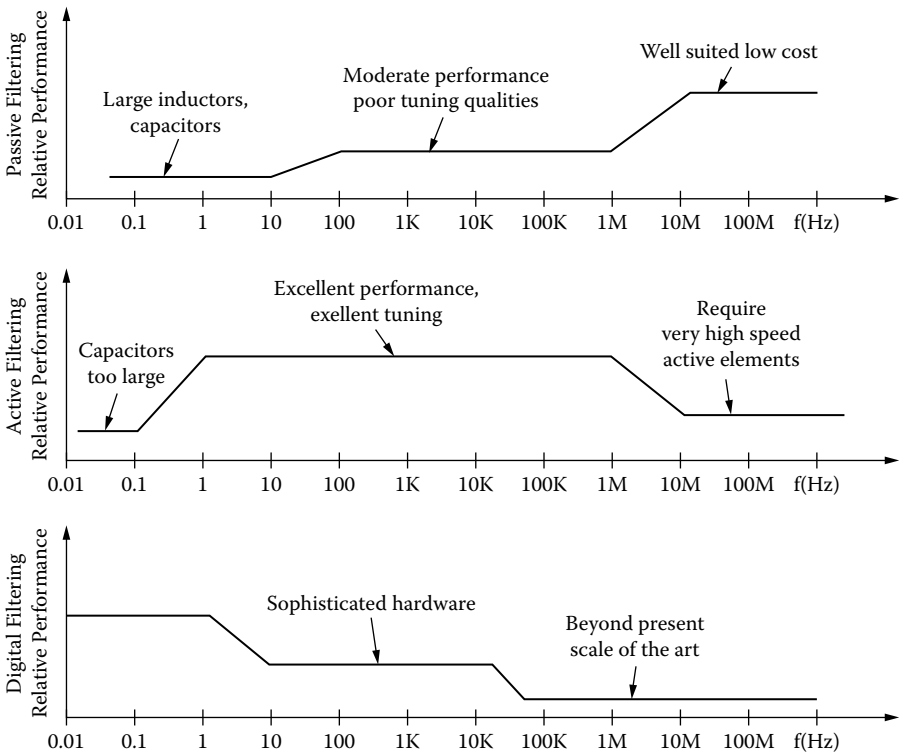 Passive Filtering
Relative Performance
Large inductors,
capacitors
Moderate performance
poor tuning qualities
Well suited low cost
0.01 0.1 1 10 100 1K 10K 100K 1M 10M 100M f(Hz)
Active Filtering
Relative Performance
Capacitors
too large
Excellent performance,
exellent tuning
Require
very high speed
active elements
0.01 0.1 1 10 100 1K 10K 100K 1M 10M 100M f(Hz)
Digital Filtering
Relative Performance
Sophisticated hardware
Beyond present
scale of the art
0.01 0.1 1 10 100 1K 10K 100K 1M 10M 100M f(Hz)